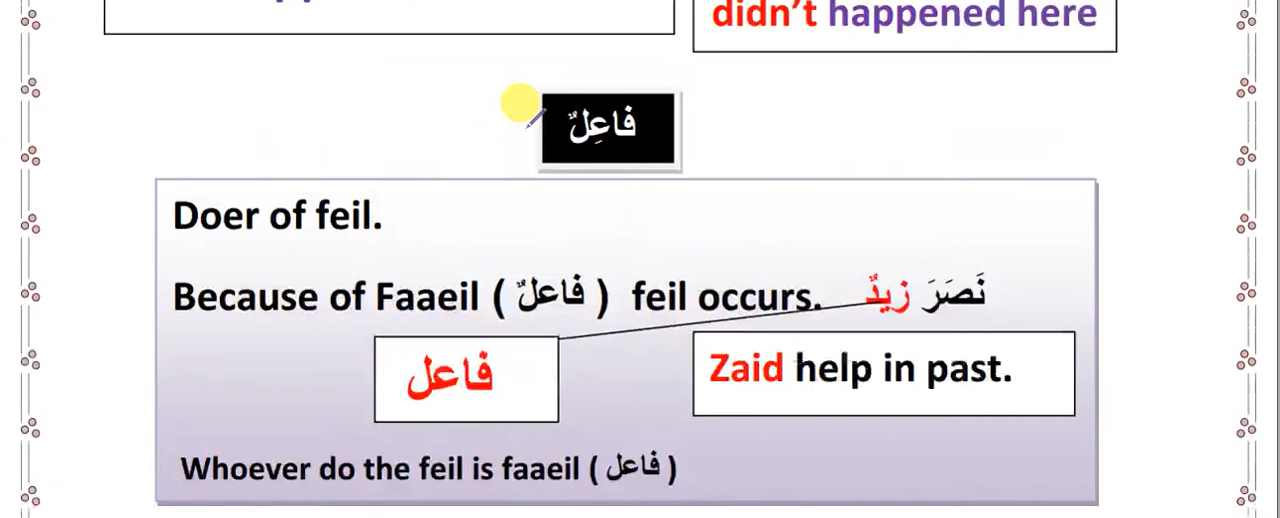 didn’t happened here
فاعِلٌ
Doer of feil.
Because of Faaeil ( فاعلٌ ) feil occurs. نَصَرَ زيدٌ
فاعل
Zaid help in past.
Whoever do the feil is faaeil ( فاعل )